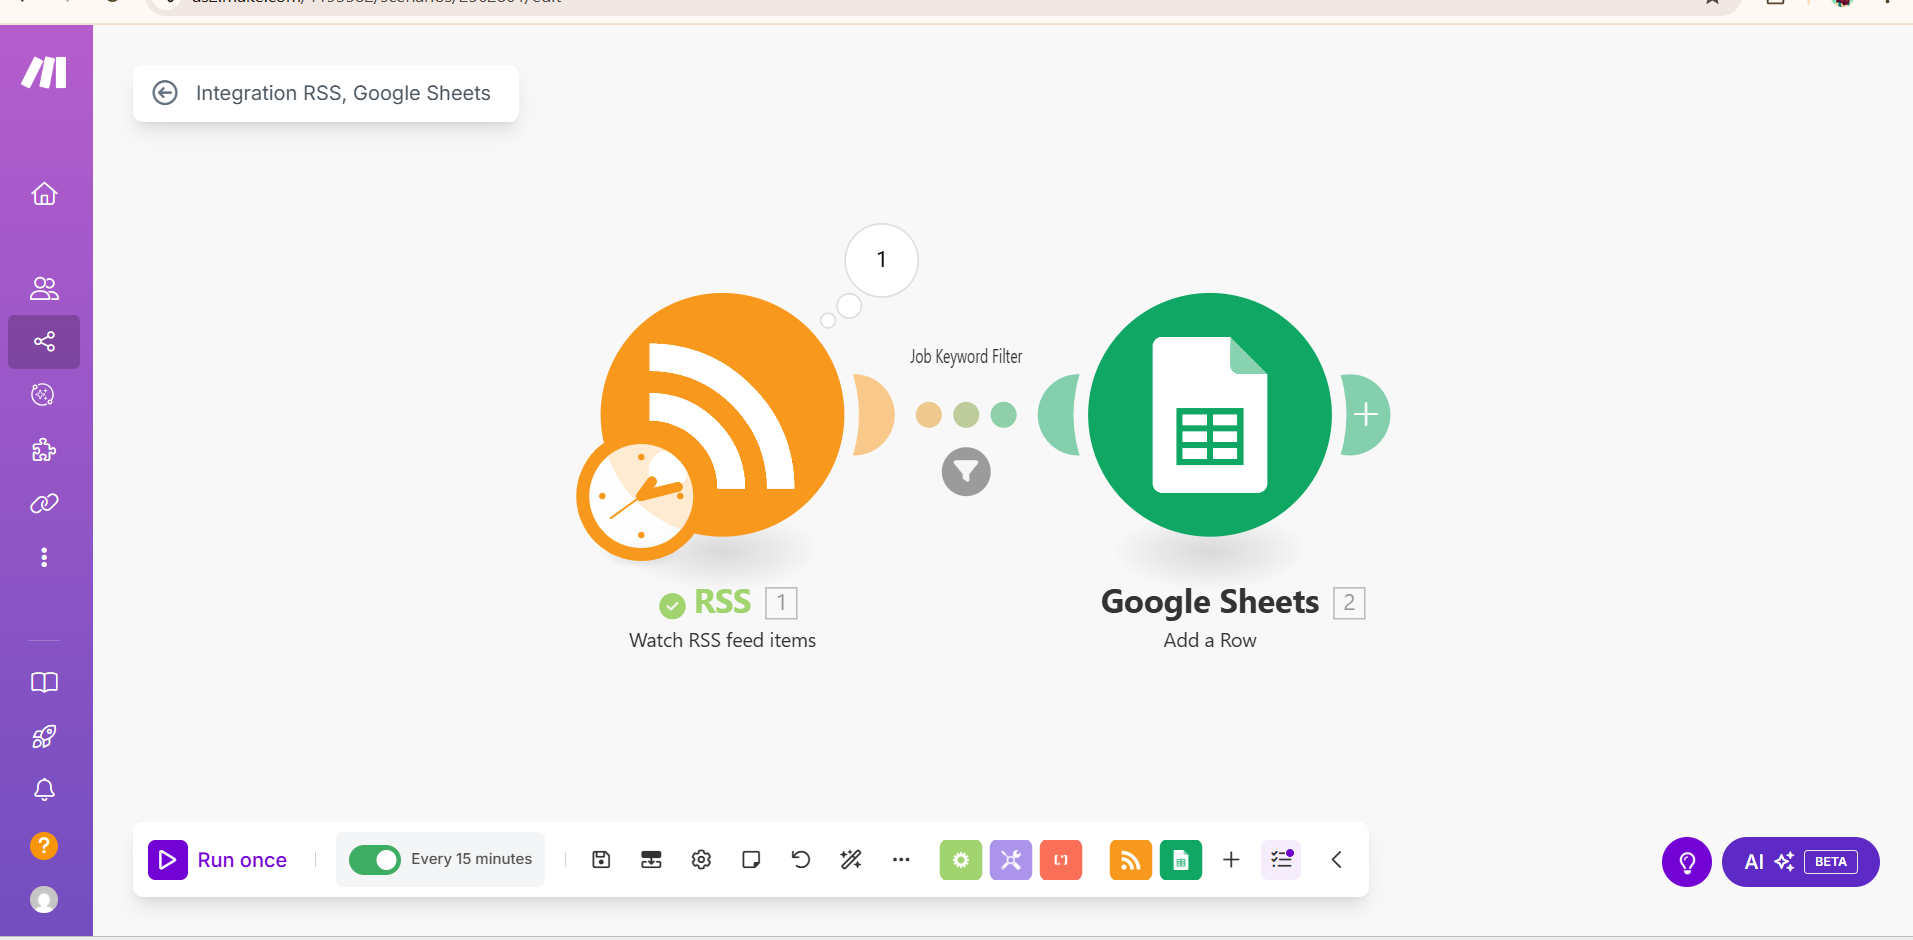 Integration RSS, Google Sheets
1
Job Keyword Filter
RSS 1
Watch RSS feed items
Google Sheets 2
Add a Row
?
Run once
Every 15 minutes
AI BETA